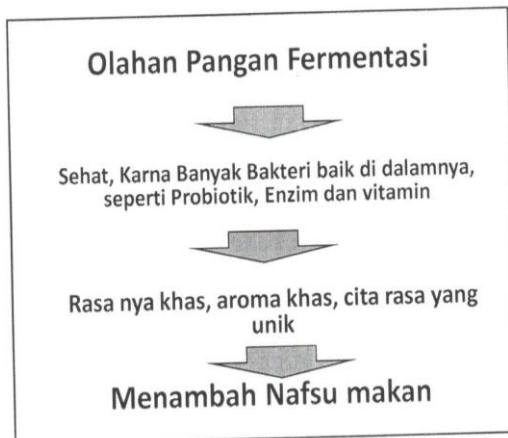 Olahan Pangan Fermentasi
Sehat, Karna Banyak Bakteri baik di dalamnya,
seperti Probiotik, Enzim dan vitamin
Rasa nya khas, aroma khas, cita rasa yang
unik
Menambah Nafsu makan